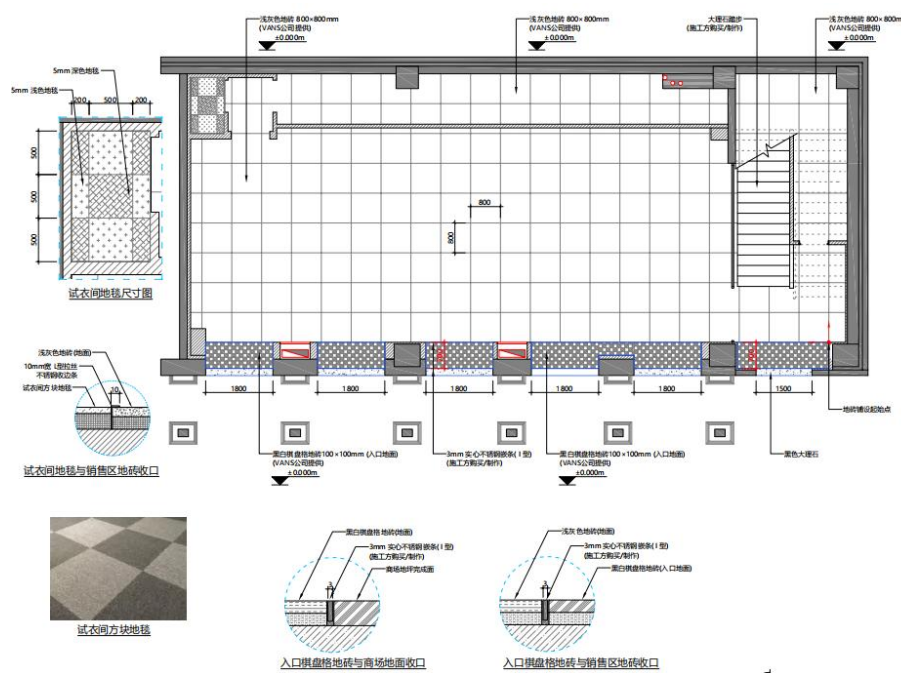 浅灰色地砖 800×800mm
(VANS公司提供)
±0.000m
浅灰色地砖 800×800mm
(VANS公司提供)
±0.000m
大理石踏步
(施工方购买/制作)
浅灰色地砖 800×800mm
(VANS公司提供)
±0.000m
5mm 深色地毯
5mm 浅色地毯
200
500
200
500
500
500
试衣间地毯尺寸图
800
800
浅灰色地砖(地面)
10mm宽 L型拉丝
不锈钢收边条
试衣间方块地毯
10
试衣间地毯与销售区地砖收口
1800
1800
1800
1800
1800
1500
地砖铺设起始点
黑白棋盘格地砖100×100mm (入口地面)
(VANS公司提供)
±0.000m
3mm 实心不锈钢嵌条( I 型)
(施工方购买/制作)
黑白棋盘格地砖100×100mm (入口地面)
(VANS公司提供)
±0.000m
黑色大理石
试衣间方块地毯
黑白棋盘格地砖(地面)
3mm 实心不锈钢嵌条( I 型)
(施工方购买/制作)
商场地坪完成面
3
入口棋盘格地砖与商场地面收口
浅灰色地砖(地面)
3mm 实心不锈钢嵌条( I 型)
(施工方购买/制作)
黑白棋盘格地砖(入口地面)
3
入口棋盘格地砖与销售区地砖收口